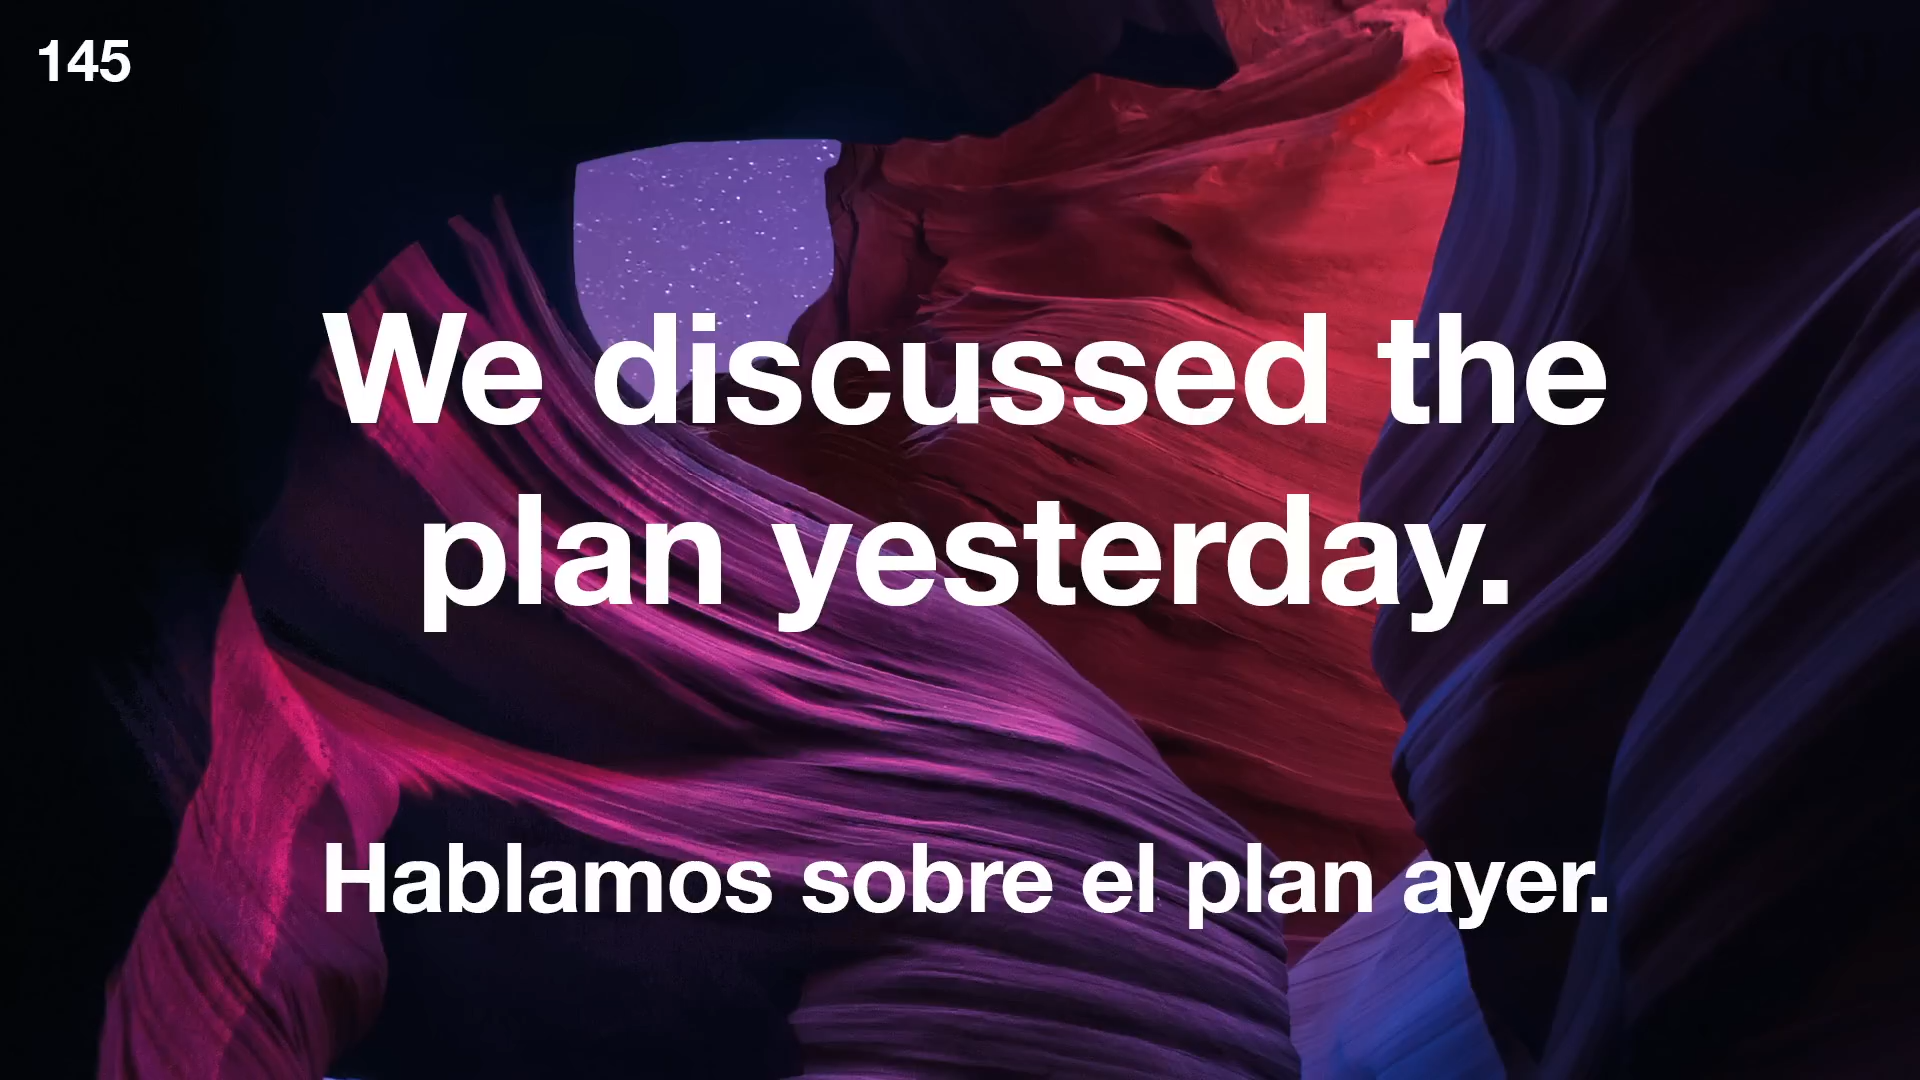 145
We discussed the
plan yesterday.
Hablamos sobre el plan ayer.